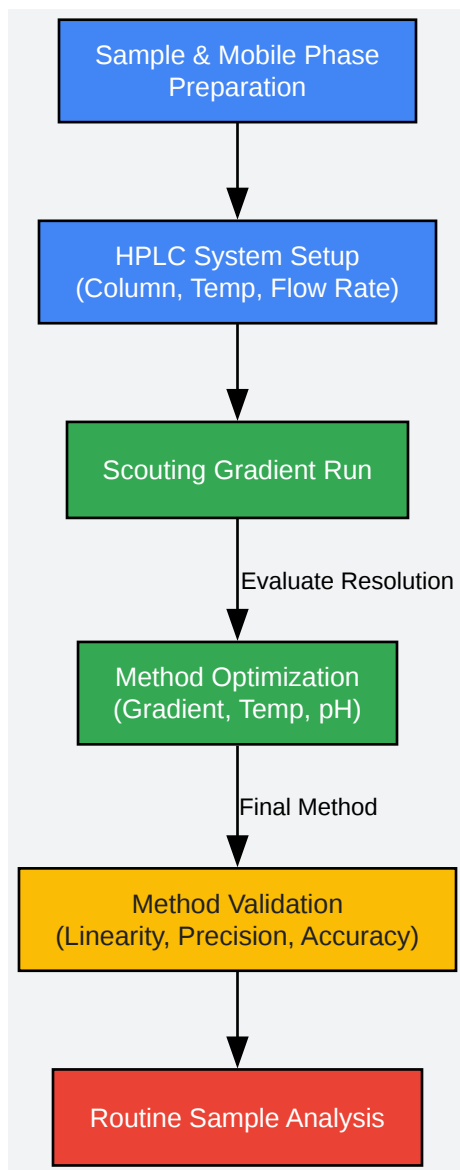 Sample & Mobile Phase
Preparation
HPLC System Setup
(Column, Temp, Flow Rate)
Scouting Gradient Run
Evaluate Resolution
Method Optimization
(Gradient, Temp, pH)
Final Method
Method Validation
(Linearity, Precision, Accuracy)
Routine Sample Analysis